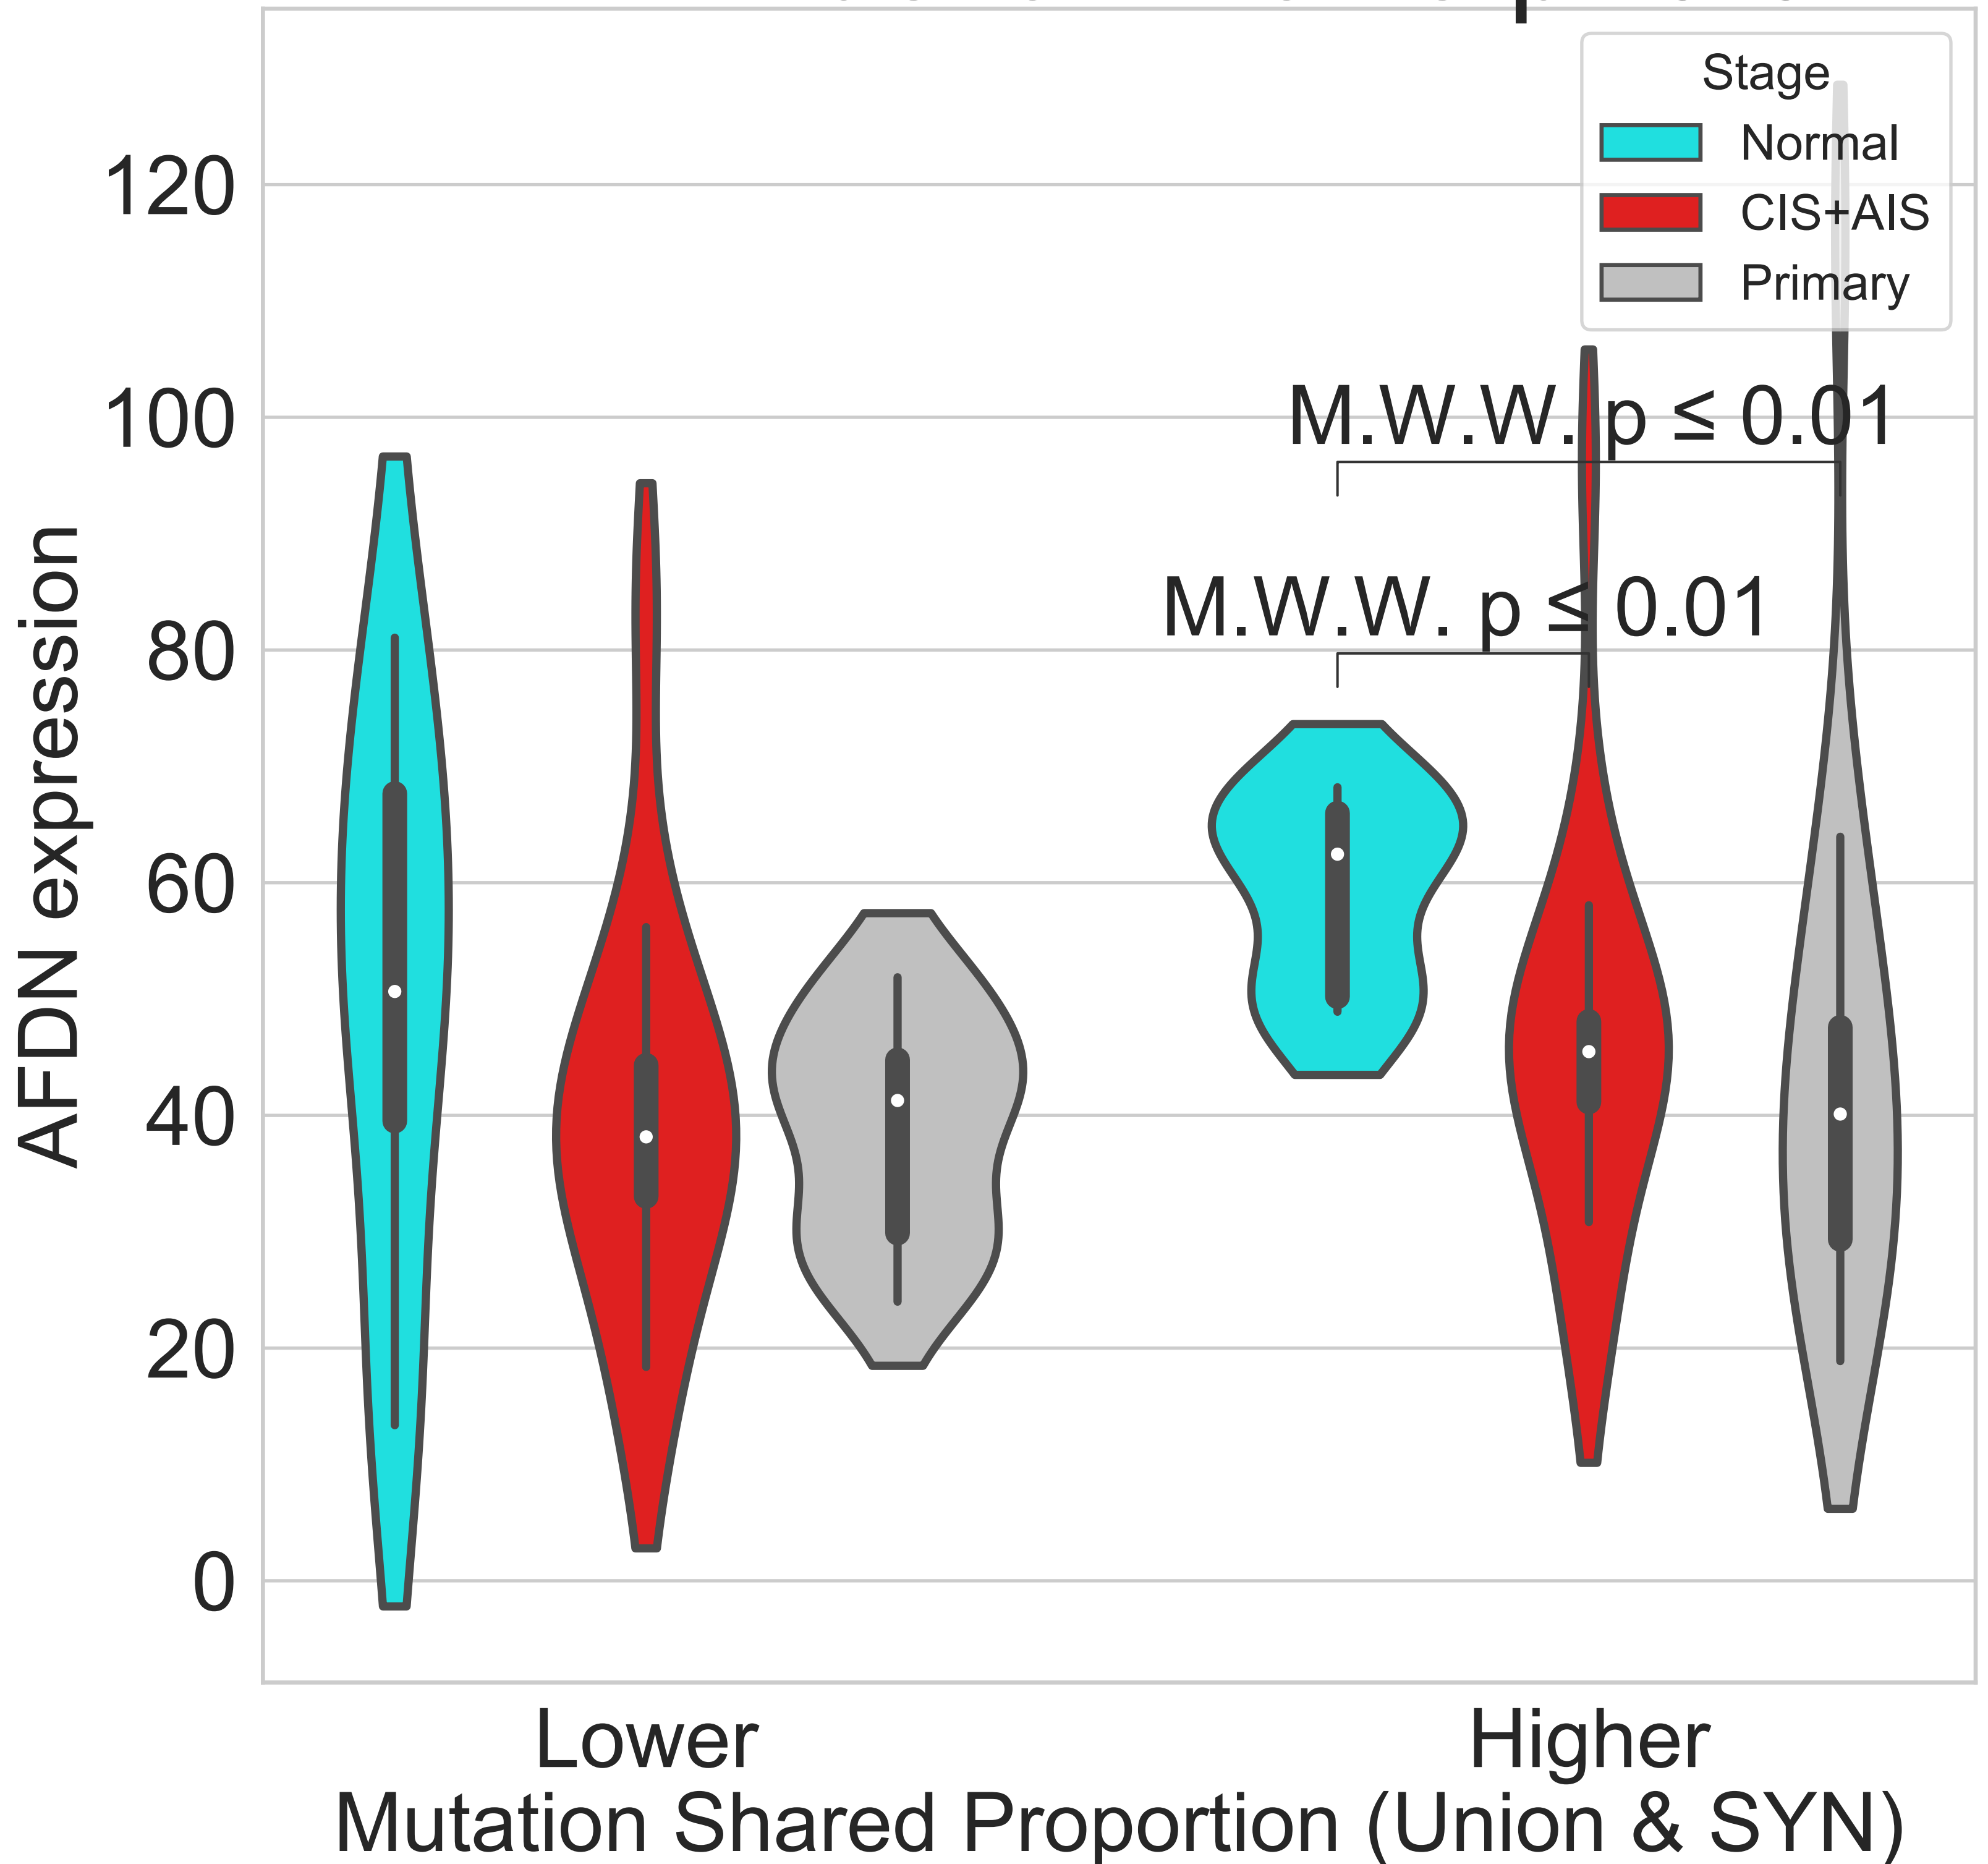 Stage
Normal
CIS+AIS
Primary
120
100
80
60
40
20
0
AFDN expression
M.W.W. p ≤ 0.01
M.W.W. p ≤ 0.01
Lower
Higher
Mutation Shared Proportion (Union & SYN)